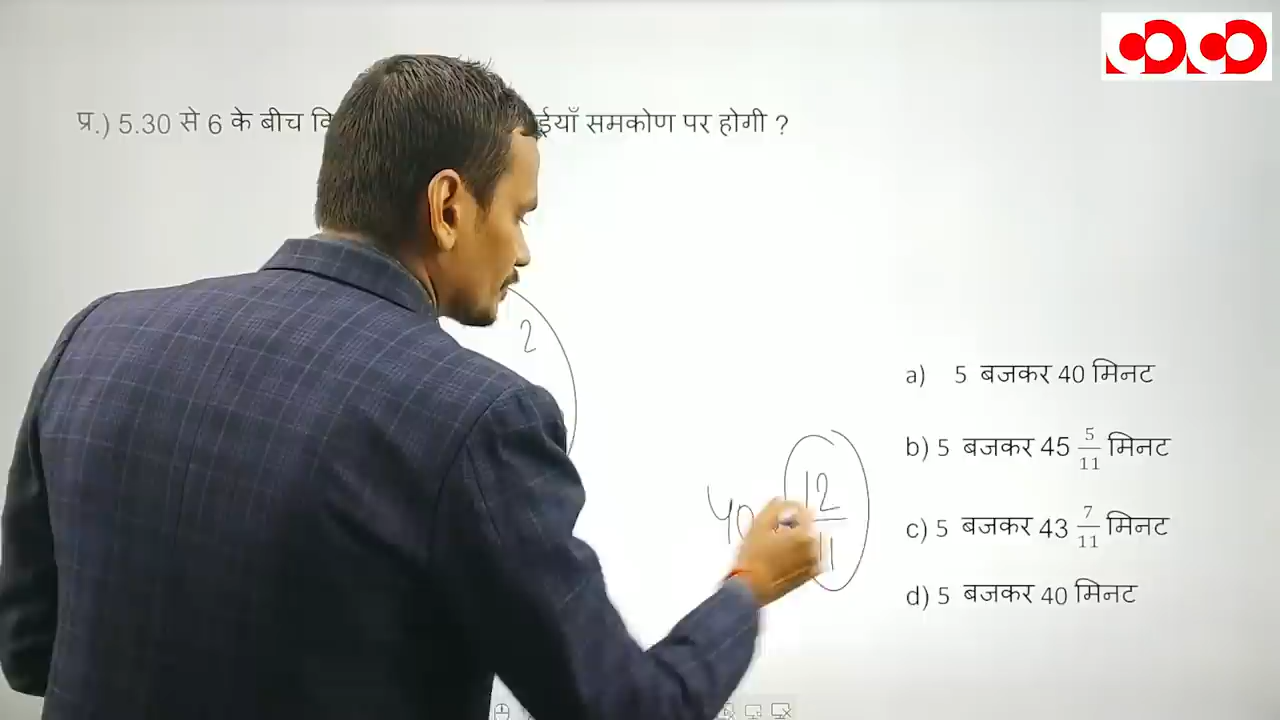 प्र.) 5.30 से 6 के बीच समकोण पर होगी ?
2
a) 5 बजकर 40 मिनट
12
b) 5 बजकर 45 5/11 मिनट
40
11
c) 5 बजकर 43 7/11 मिनट
d) 5 बजकर 40 मिनट